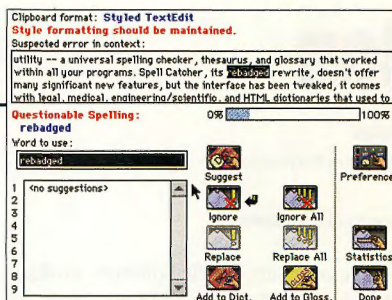 Clipboard format: Styled TextEdit
Style formatting should be maintained.
Suspected error in context:
utility -- a universal spelling checker, thesaurus, and glossary that worked
within all your programs. Spell Catcher, its rebadged rewrite, doesn't offer
many significant new features, but the interface has been tweaked, it comes
with legal, medical, engineering/scientific, and HTML dictionaries that used to
Questionable Spelling:
0% 100%
rebadged
Word to use:
rebadged
Suggest Preference
1 <no suggestions>
2
3
Ignore Ignore All
4
5
6
Replace Replace All Statistics
7
8
9
Add to Dict. Add to Gloss. Done